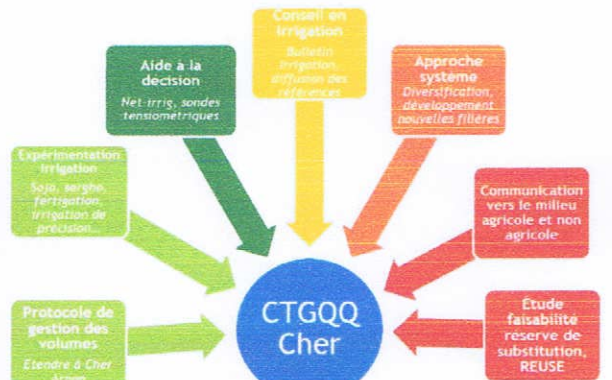 Conseil en
irrigation
Bulletin
irrigation,
diffusion des
références
Aide à la
décision
Net-irrig, sondes
tensiométriques
Approche
système
Diversification,
développement
nouvelles filières
Expérimentation
irrigation
Soja, sorgho,
fertigation,
irrigation de
précision...
Communication
vers le milieu
agricole et non
agricole
Protocole de
gestion des
volumes
Etendre à Cher
CTGQQ
Cher
Étude
faisabilité
réserve de
substitution,
REUSE